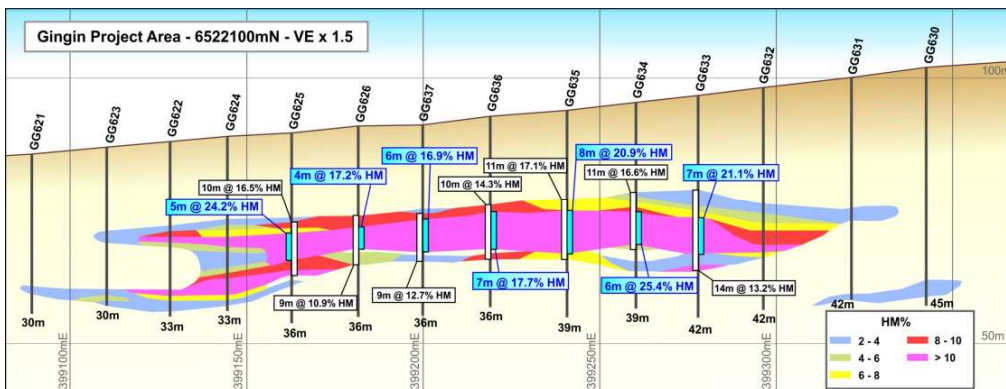 Gingin Project Area - 6522100mN - VE x 1.5
GG621
GG623
GG622
GG624
GG625
GG626
GG637
GG636
GG635
GG634
GG633
GG632
GG631
GG630
100m
50m
10m @ 16.5% HM
5m @ 24.2% HM
4m @ 17.2% HM
6m @ 16.9% HM
10m @ 14.3% HM
11m @ 17.1% HM
8m @ 20.9% HM
11m @ 16.6% HM
7m @ 21.1% HM
9m @ 10.9% HM
9m @ 12.7% HM
7m @ 17.7% HM
6m @ 25.4% HM
14m @ 13.2% HM
30m
30m
33m
33m
36m
36m
36m
36m
39m
39m
42m
42m
42m
45m
399100mE
399150mE
399200mE
399250mE
399300mE
HM%
2 - 4
4 - 6
6 - 8
8 - 10
> 10